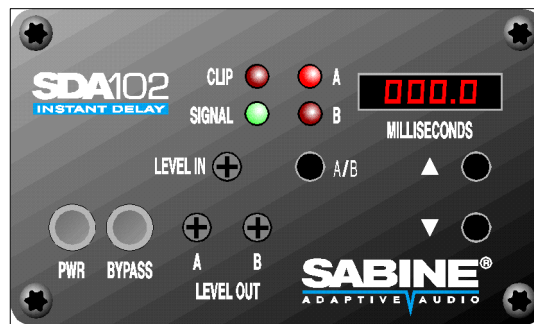 SDA102
INSTANT DELAY
CLIP
A
SIGNAL
B
000.0
MILLISECONDS
LEVEL IN
A/B
▲
▼
PWR
BYPASS
A
B
LEVEL OUT
SABINE®
ADAPTIVE AUDIO